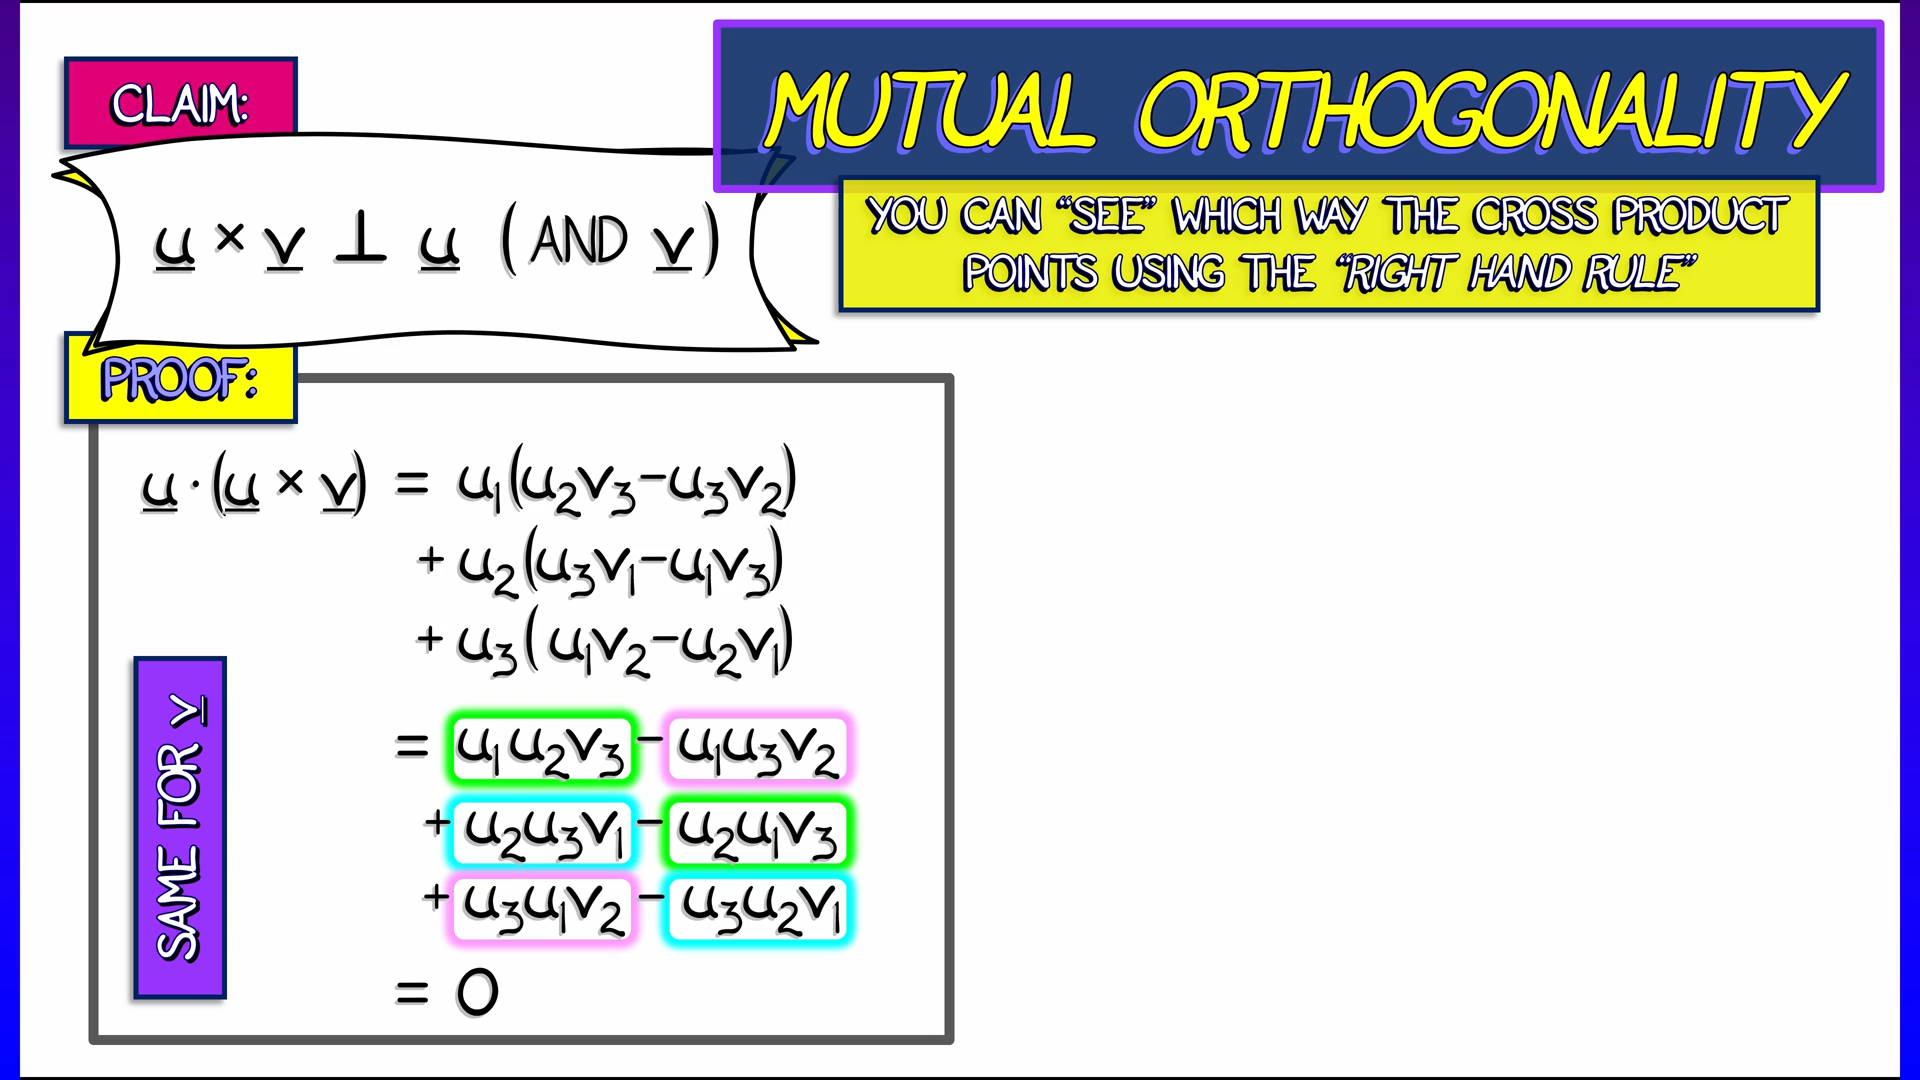 CLAIM:
MUTUAL ORTHOGONALITY
YOU CAN “SEE” WHICH WAY THE CROSS PRODUCT
POINTS USING THE “RIGHT HAND RULE”
u × v ⊥ u (AND v)
PROOF:
u · (u × v) = u₁(u₂v₃−u₃v₂)
+ u₂(u₃v₁−u₁v₃)
+ u₃(u₁v₂−u₂v₁)
= u₁u₂v₃ − u₁u₃v₂
+ u₂u₃v₁ − u₂u₁v₃
+ u₃u₁v₂ − u₃u₂v₁
= 0
SAME FOR v